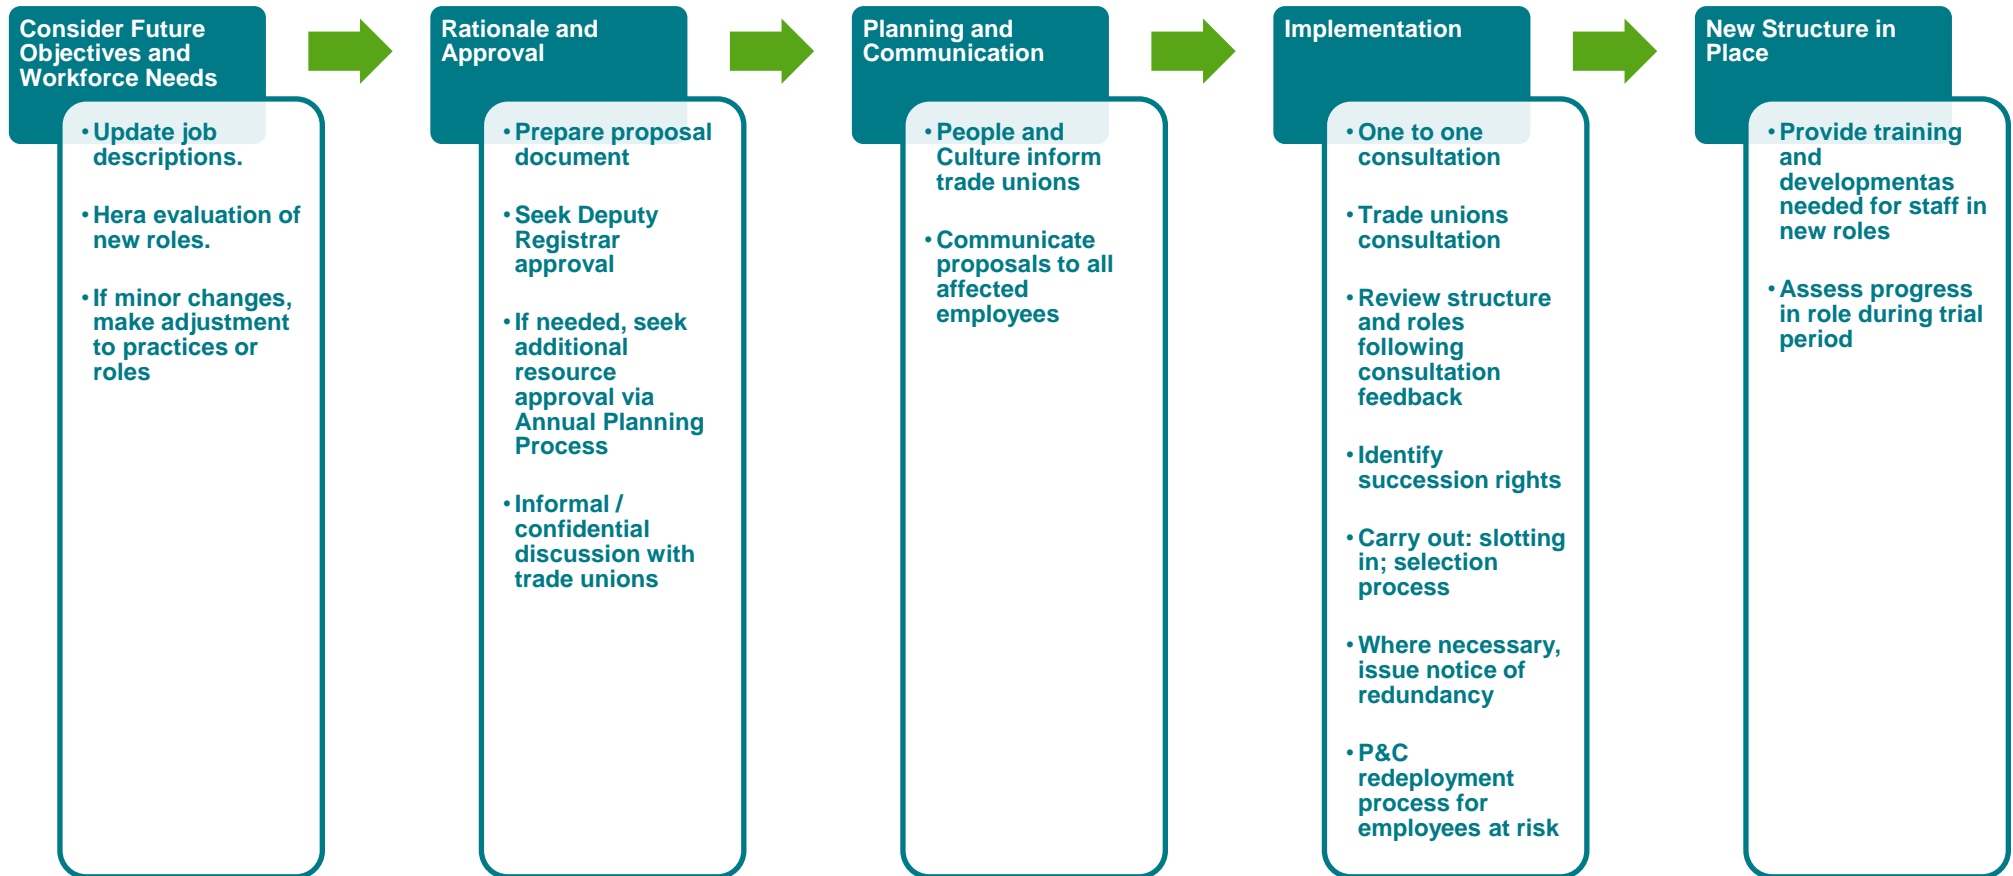 Consider Future
Objectives and
Workforce Needs
• Update job
descriptions.
• Hera evaluation of
new roles.
• If minor changes,
make adjustment
to practices or
roles
Rationale and
Approval
• Prepare proposal
document
• Seek Deputy
Registrar
approval
• If needed, seek
additional
resource
approval via
Annual Planning
Process
• Informal /
confidential
discussion with
trade unions
Planning and
Communication
• People and
Culture inform
trade unions
• Communicate
proposals to all
affected
employees
Implementation
• One to one
consultation
• Trade unions
consultation
• Review structure
and roles
following
consultation
feedback
• Identify
succession rights
• Carry out: slotting
in; selection
process
• Where necessary,
issue notice of
redundancy
• P&C
redeployment
process for
employees at risk
New Structure in
Place
• Provide training
and
developmentas
needed for staff in
new roles
• Assess progress
in role during trial
period